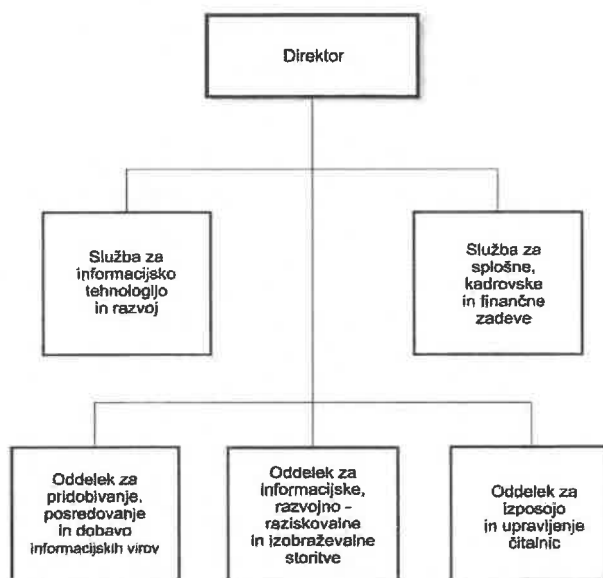 Direktor
Služba za
informacijsko
tehnologijo
in razvoj
Služba za
splošne,
kadrovske
in finančne
zadeve
Oddelek za
pridobivanje,
posredovanje
in dobavo
informacijskih virov
Oddelek za
informacijske,
razvojno -
raziskovalne
in izobraževalne
storitve
Oddelek za
izposojo
in upravljenje
čitalnic